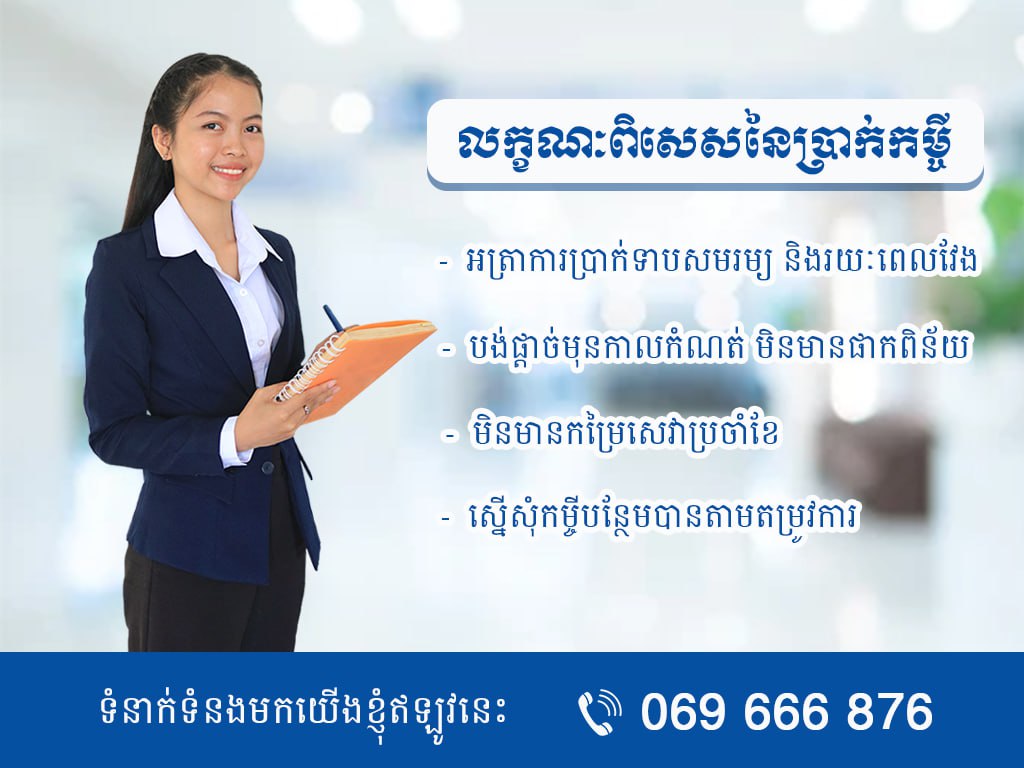 លក្ខណៈពិសេសនៃប្រាក់កម្ចី
- អត្រាការប្រាក់ទាបសមរម្យ និងរយៈពេលវែង
- បង់ផ្តាច់មុនកាលកំណត់ មិនមានផាកពិន័យ
- មិនមានកម្រៃសេវាប្រចាំខែ
- ស្នើសុំកម្ចីបន្ថែមបានតាមតម្រូវការ
ទំនាក់ទំនងមកយើងខ្ញុំឥឡូវនេះ
069 666 876